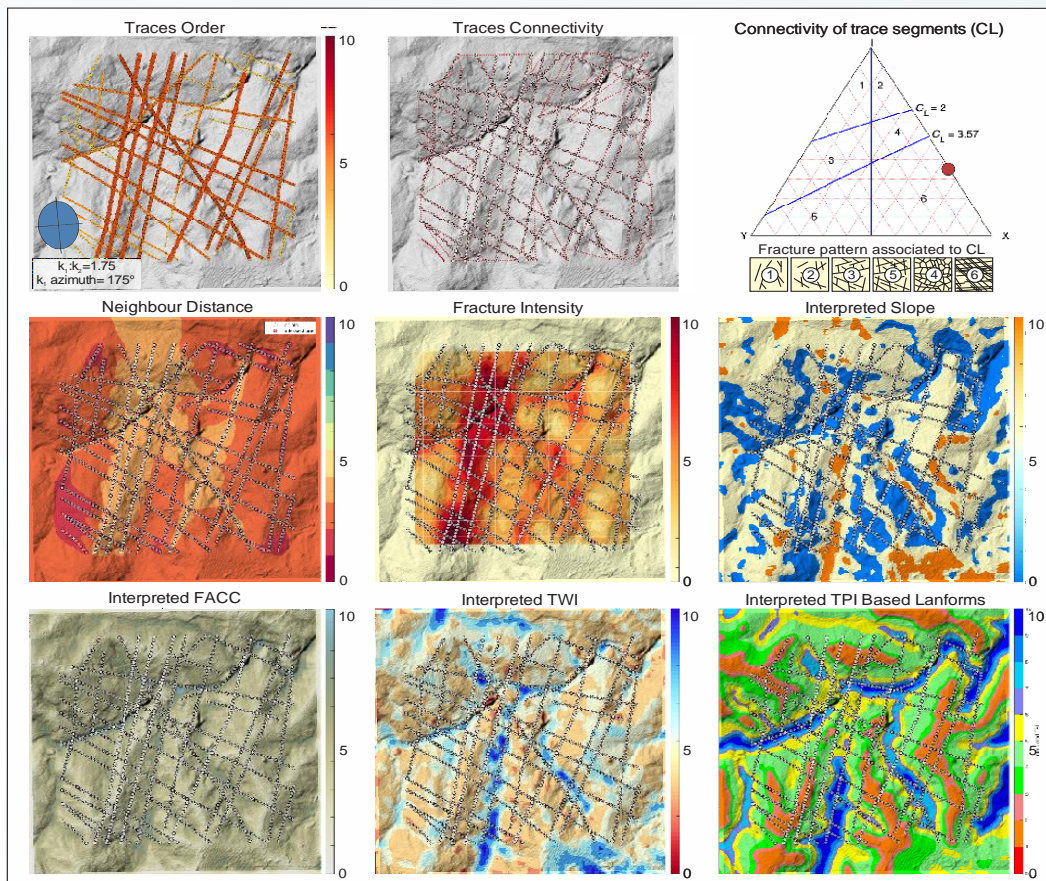 Traces Order
Traces Connectivity
Connectivity of trace segments (CL)
10
5
0
k1:k2=1.75
k1 azimuth= 175°
I
1
2
CL = 2
4
CL = 3.57
3
6
5
Y
X
Fracture pattern associated to CL
1 2 3 5 4 6
Neighbour Distance
Fracture Intensity
Interpreted Slope
10
5
0
10
5
0
10
5
0
Interpreted FACC
Interpreted TWI
Interpreted TPI Based Lanforms
10
5
0
10
5
0
10
5
0